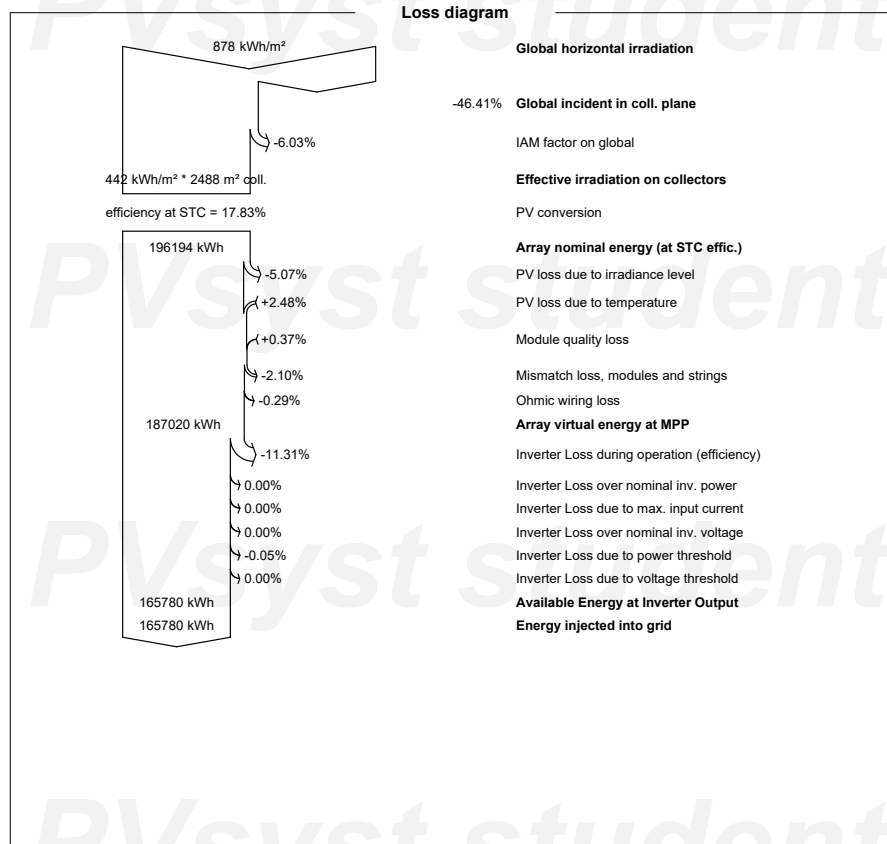 Loss diagram
878 kWh/m² Global horizontal irradiation
-46.41% Global incident in coll. plane
-6.03% IAM factor on global
442 kWh/m² * 2488 m² coll. Effective irradiation on collectors
efficiency at STC = 17.83% PV conversion
196194 kWh Array nominal energy (at STC effic.)
-5.07% PV loss due to irradiance level
+2.48% PV loss due to temperature
+0.37% Module quality loss
-2.10% Mismatch loss, modules and strings
-0.29% Ohmic wiring loss
187020 kWh Array virtual energy at MPP
-11.31% Inverter Loss during operation (efficiency)
0.00% Inverter Loss over nominal inv. power
0.00% Inverter Loss due to max. input current
0.00% Inverter Loss over nominal inv. voltage
-0.05% Inverter Loss due to power threshold
0.00% Inverter Loss due to voltage threshold
165780 kWh Available Energy at Inverter Output
165780 kWh Energy injected into grid
PVsyst student
PVsyst student
PVsyst student
PVsyst student